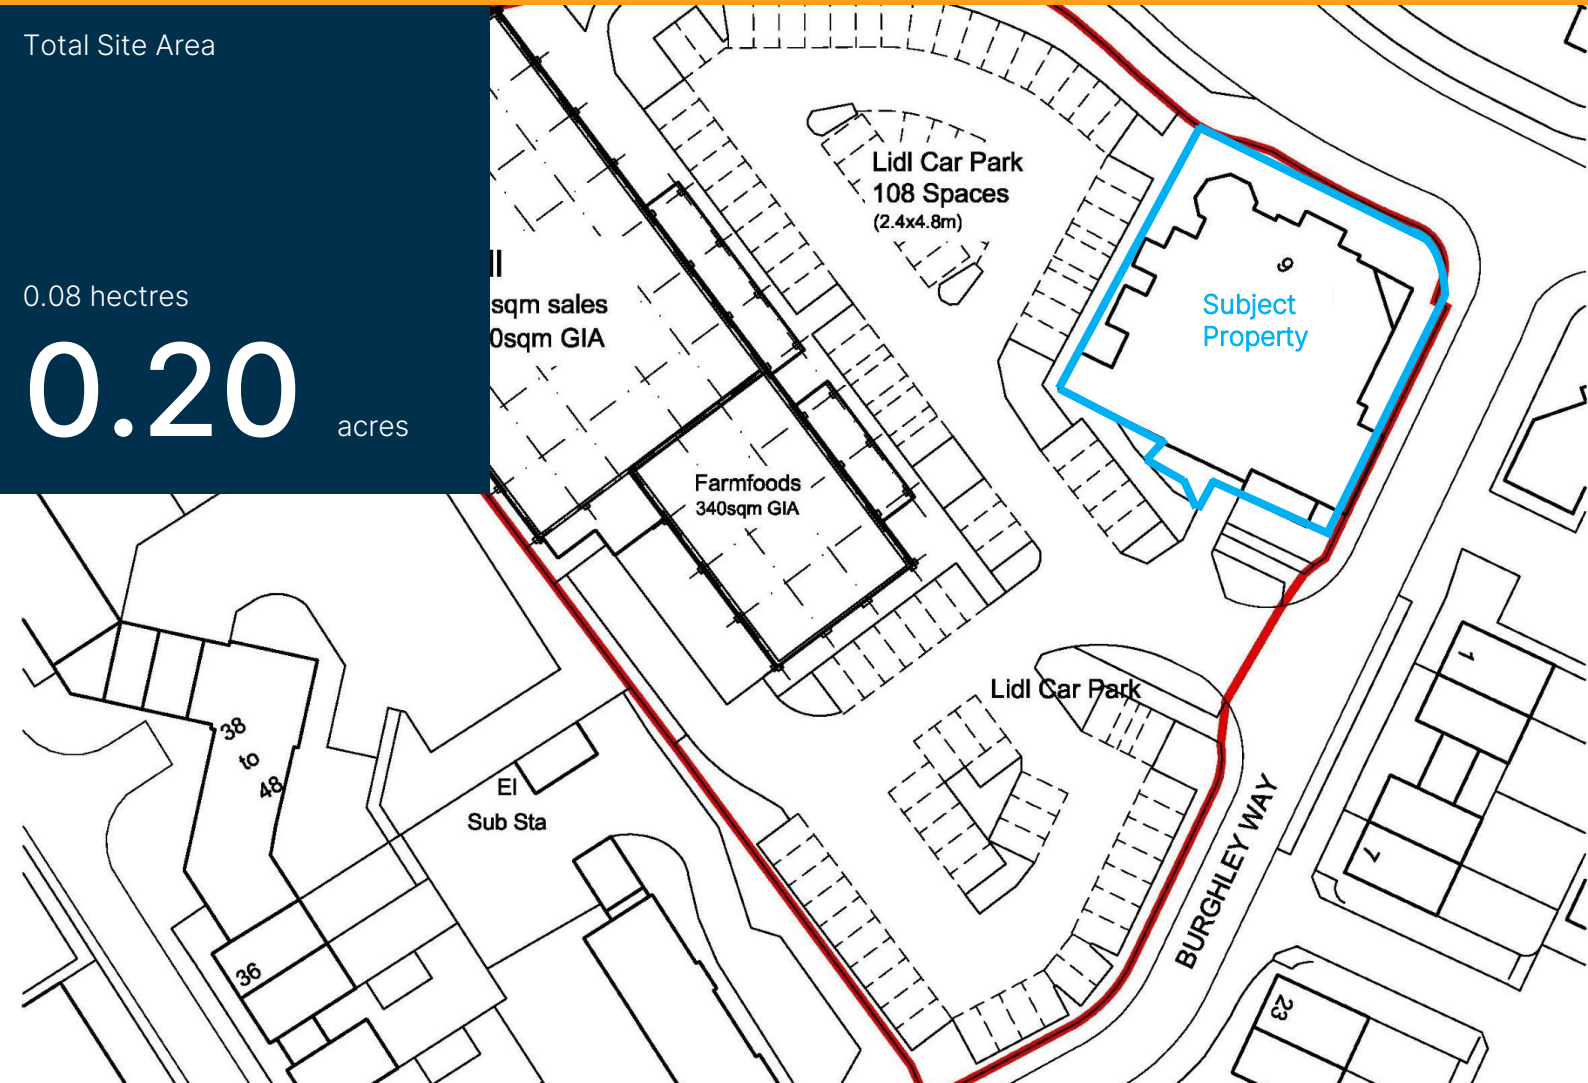 Total Site Area
0.08 hectres
0.20 acres
ll
sqm sales
0sqm GIA
Lidl Car Park
108 Spaces
(2.4x4.8m)
9
Subject
Property
Farmfoods
340sqm GIA
Lidl Car Park
38
to
48
El
Sub Sta
36
BURGHLEY WAY
1
7
23